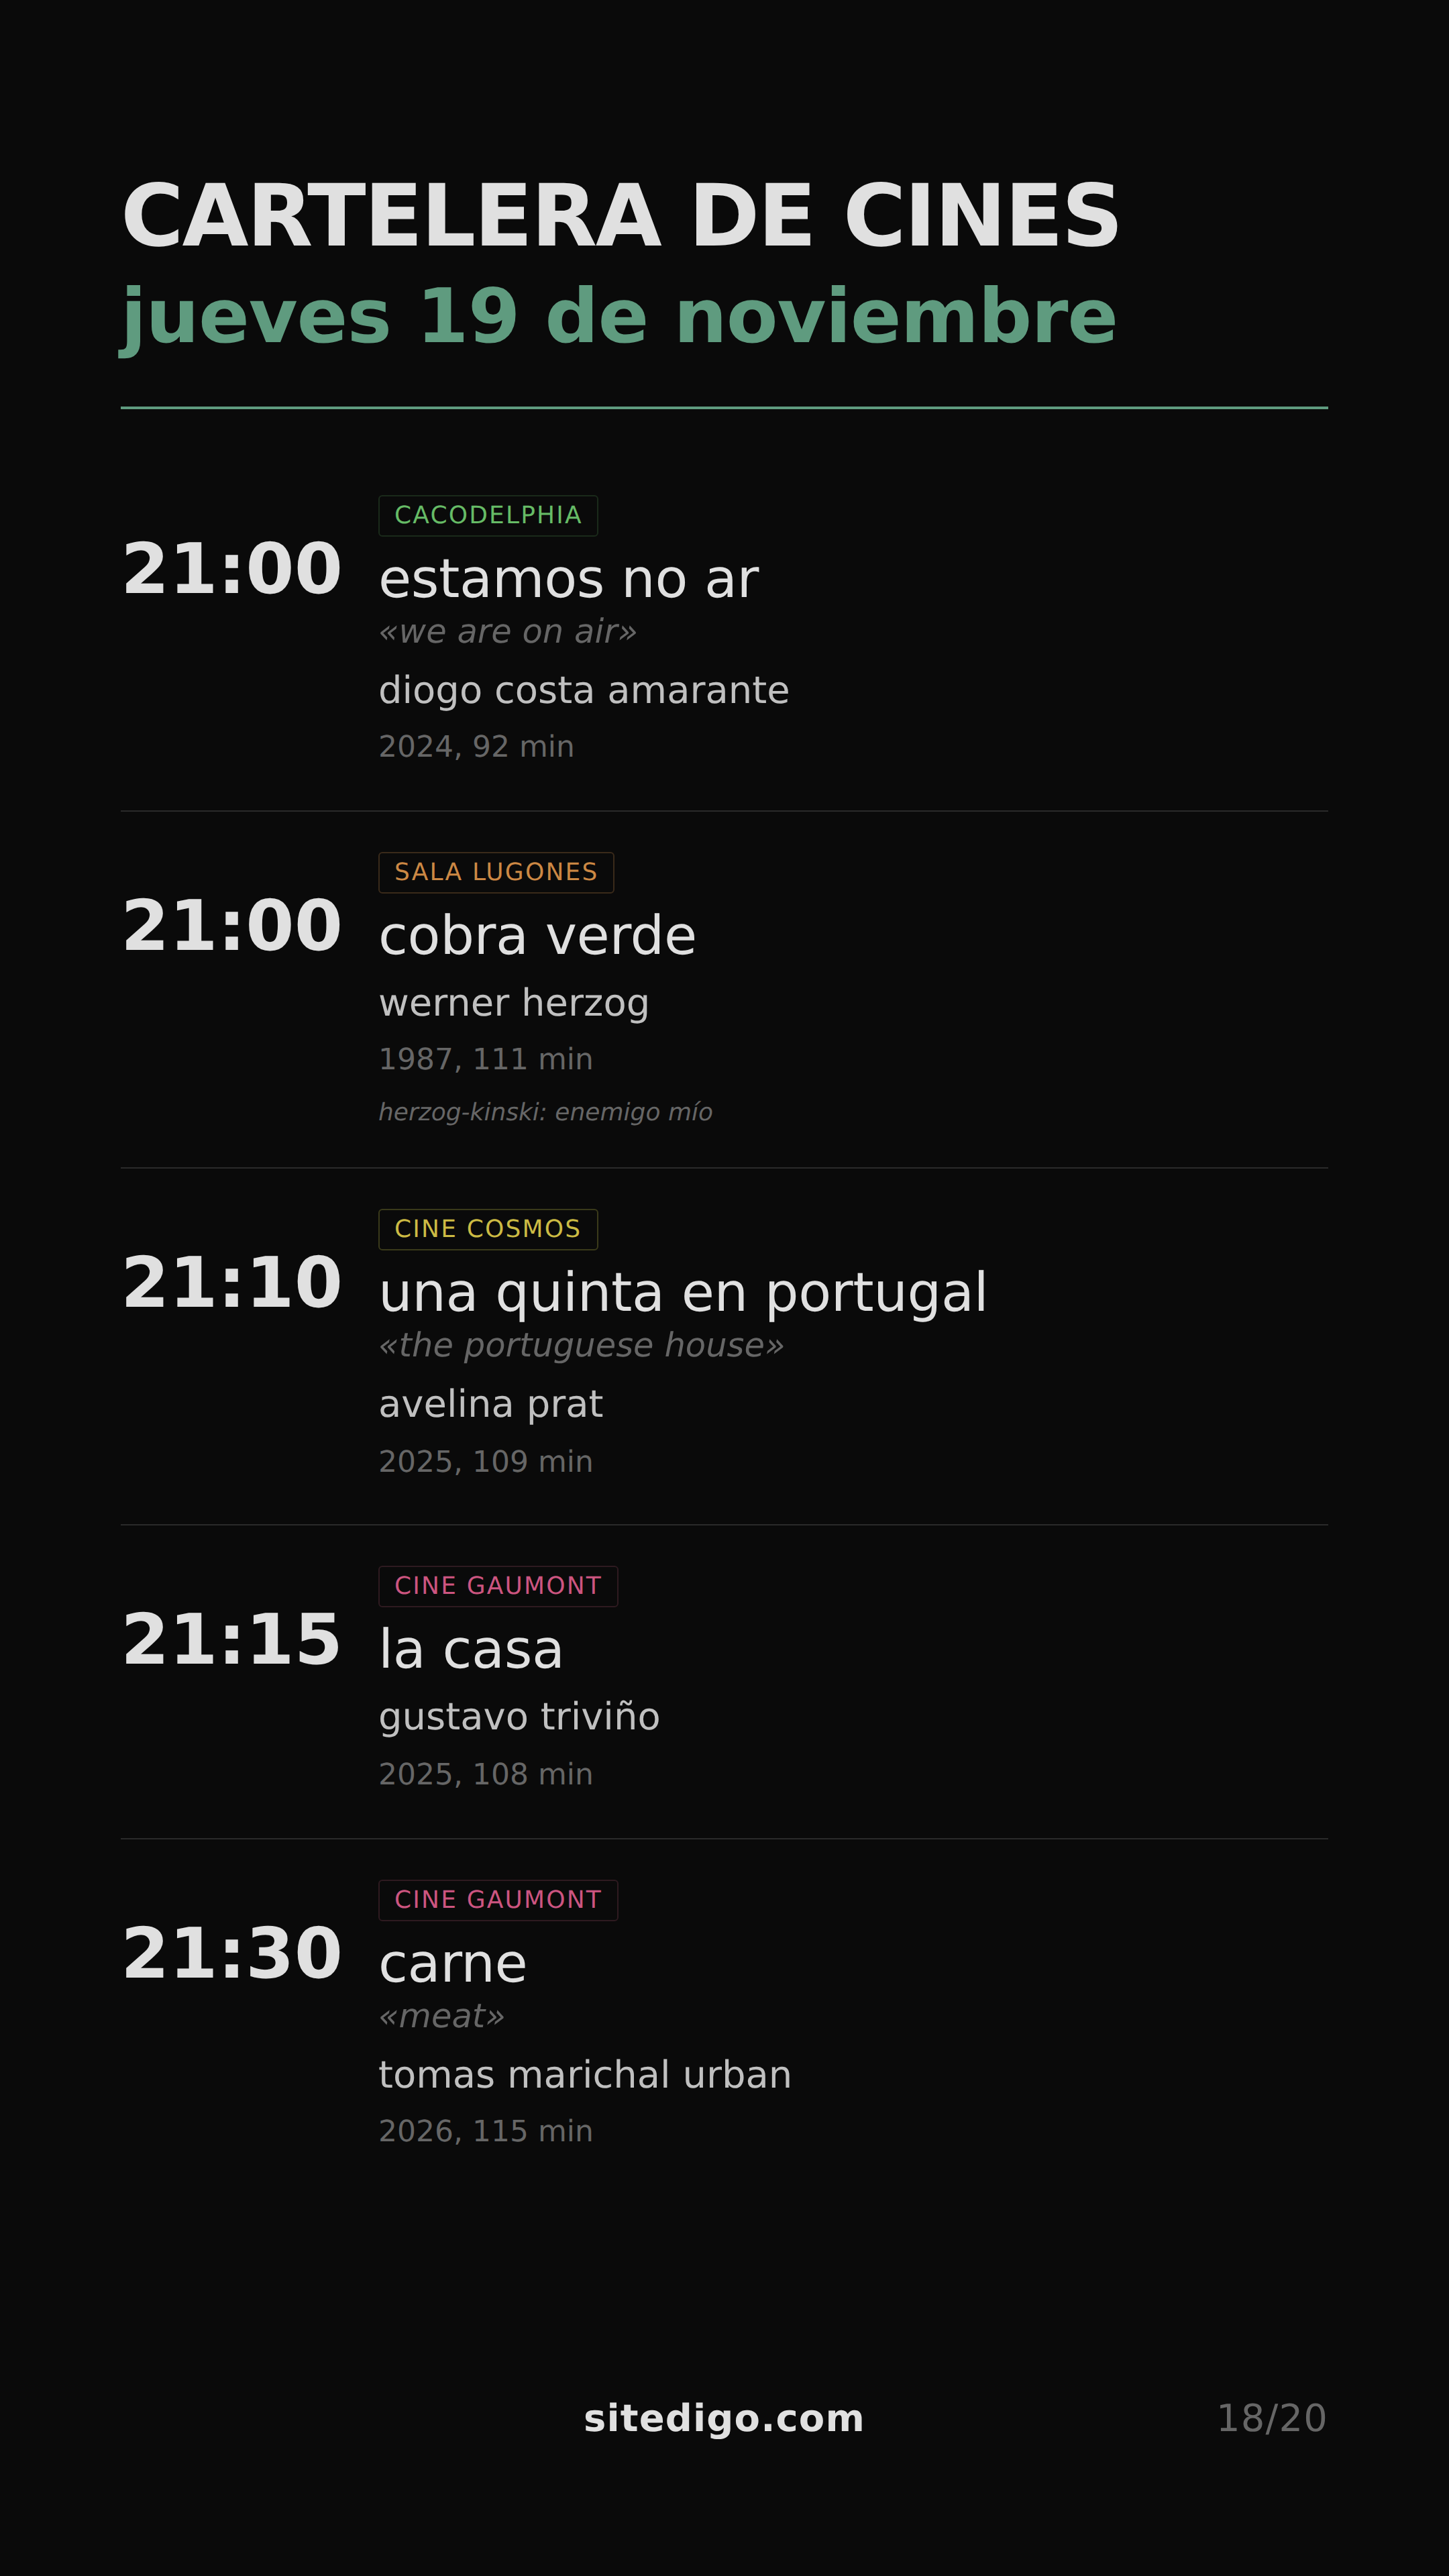 CARTELERA DE CINES
jueves 19 de noviembre
CACODELPHIA
21:00
estamos no ar
«we are on air»
diogo costa amarante
2024, 92 min
SALA LUGONES
21:00
cobra verde
werner herzog
1987, 111 min
herzog-kinski: enemigo mío
CINE COSMOS
21:10
una quinta en portugal
«the portuguese house»
avelina prat
2025, 109 min
CINE GAUMONT
21:15
la casa
gustavo triviño
2025, 108 min
CINE GAUMONT
21:30
carne
«meat»
tomas marichal urban
2026, 115 min
sitedigo.com
18/20